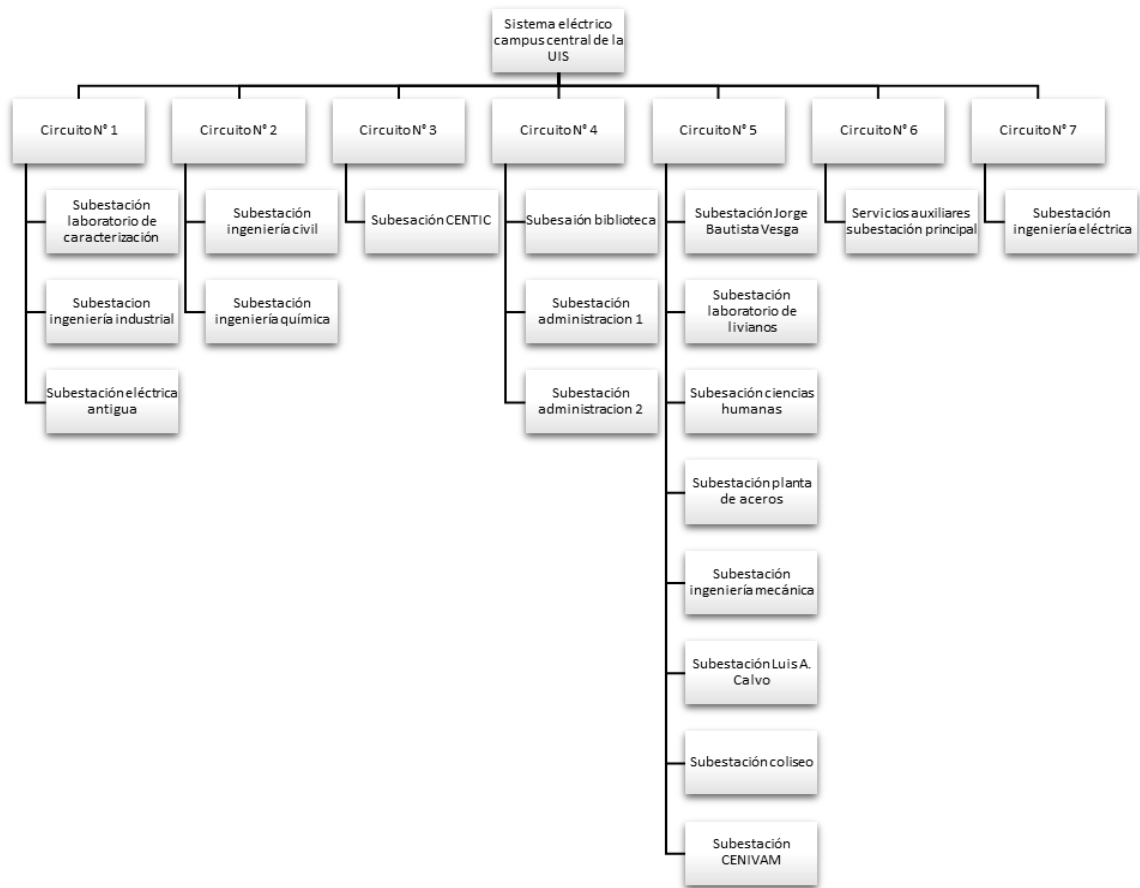 Sistema eléctrico
campus central de la
UIS
Circuito N° 1
Circuito N° 2
Circuito N° 3
Circuito N° 4
Circuito N° 5
Circuito N° 6
Circuito N° 7
Subestación
laboratorio de
caracterización
Subestacion
ingeniería industrial
Subestación eléctrica
antigua
Subestación
ingeniería civil
Subestación
ingeniería química
Subesación CENTIC
Subesaión biblioteca
Subestación
administracion 1
Subestación
administracion 2
Subestación Jorge
Bautista Vesga
Subestación
laboratorio de
livianos
Subesación ciencias
humanas
Subestación planta
de aceros
Subestación
ingeniería mecánica
Subestación Luis A.
Calvo
Subestación coliseo
Subestación
CENIVAM
Servicios auxiliares
subestación principal
Subestación
ingeniería eléctrica